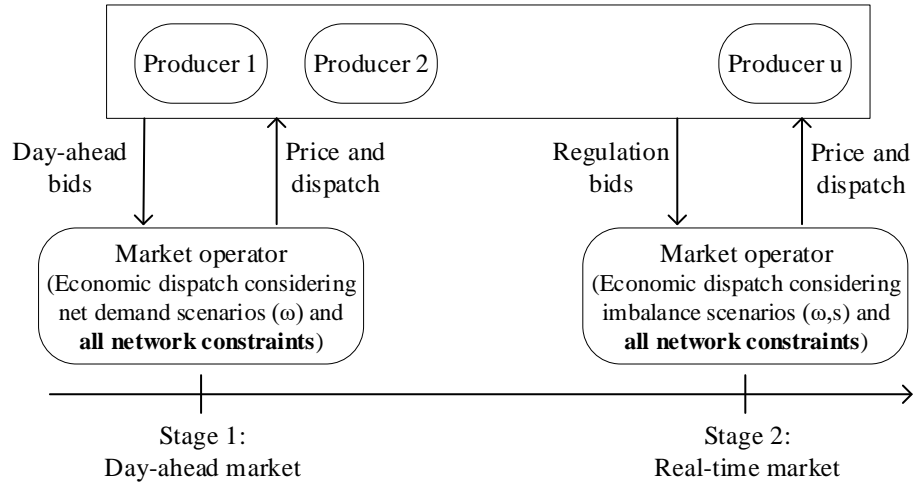 Producer 1
Producer 2
Producer u
Day-ahead
bids
Price and
dispatch
Regulation
bids
Price and
dispatch
Market operator
(Economic dispatch considering
net demand scenarios (ω) and
all network constraints)
Market operator
(Economic dispatch considering
imbalance scenarios (ω,s) and
all network constraints)
Stage 1:
Day-ahead market
Stage 2:
Real-time market